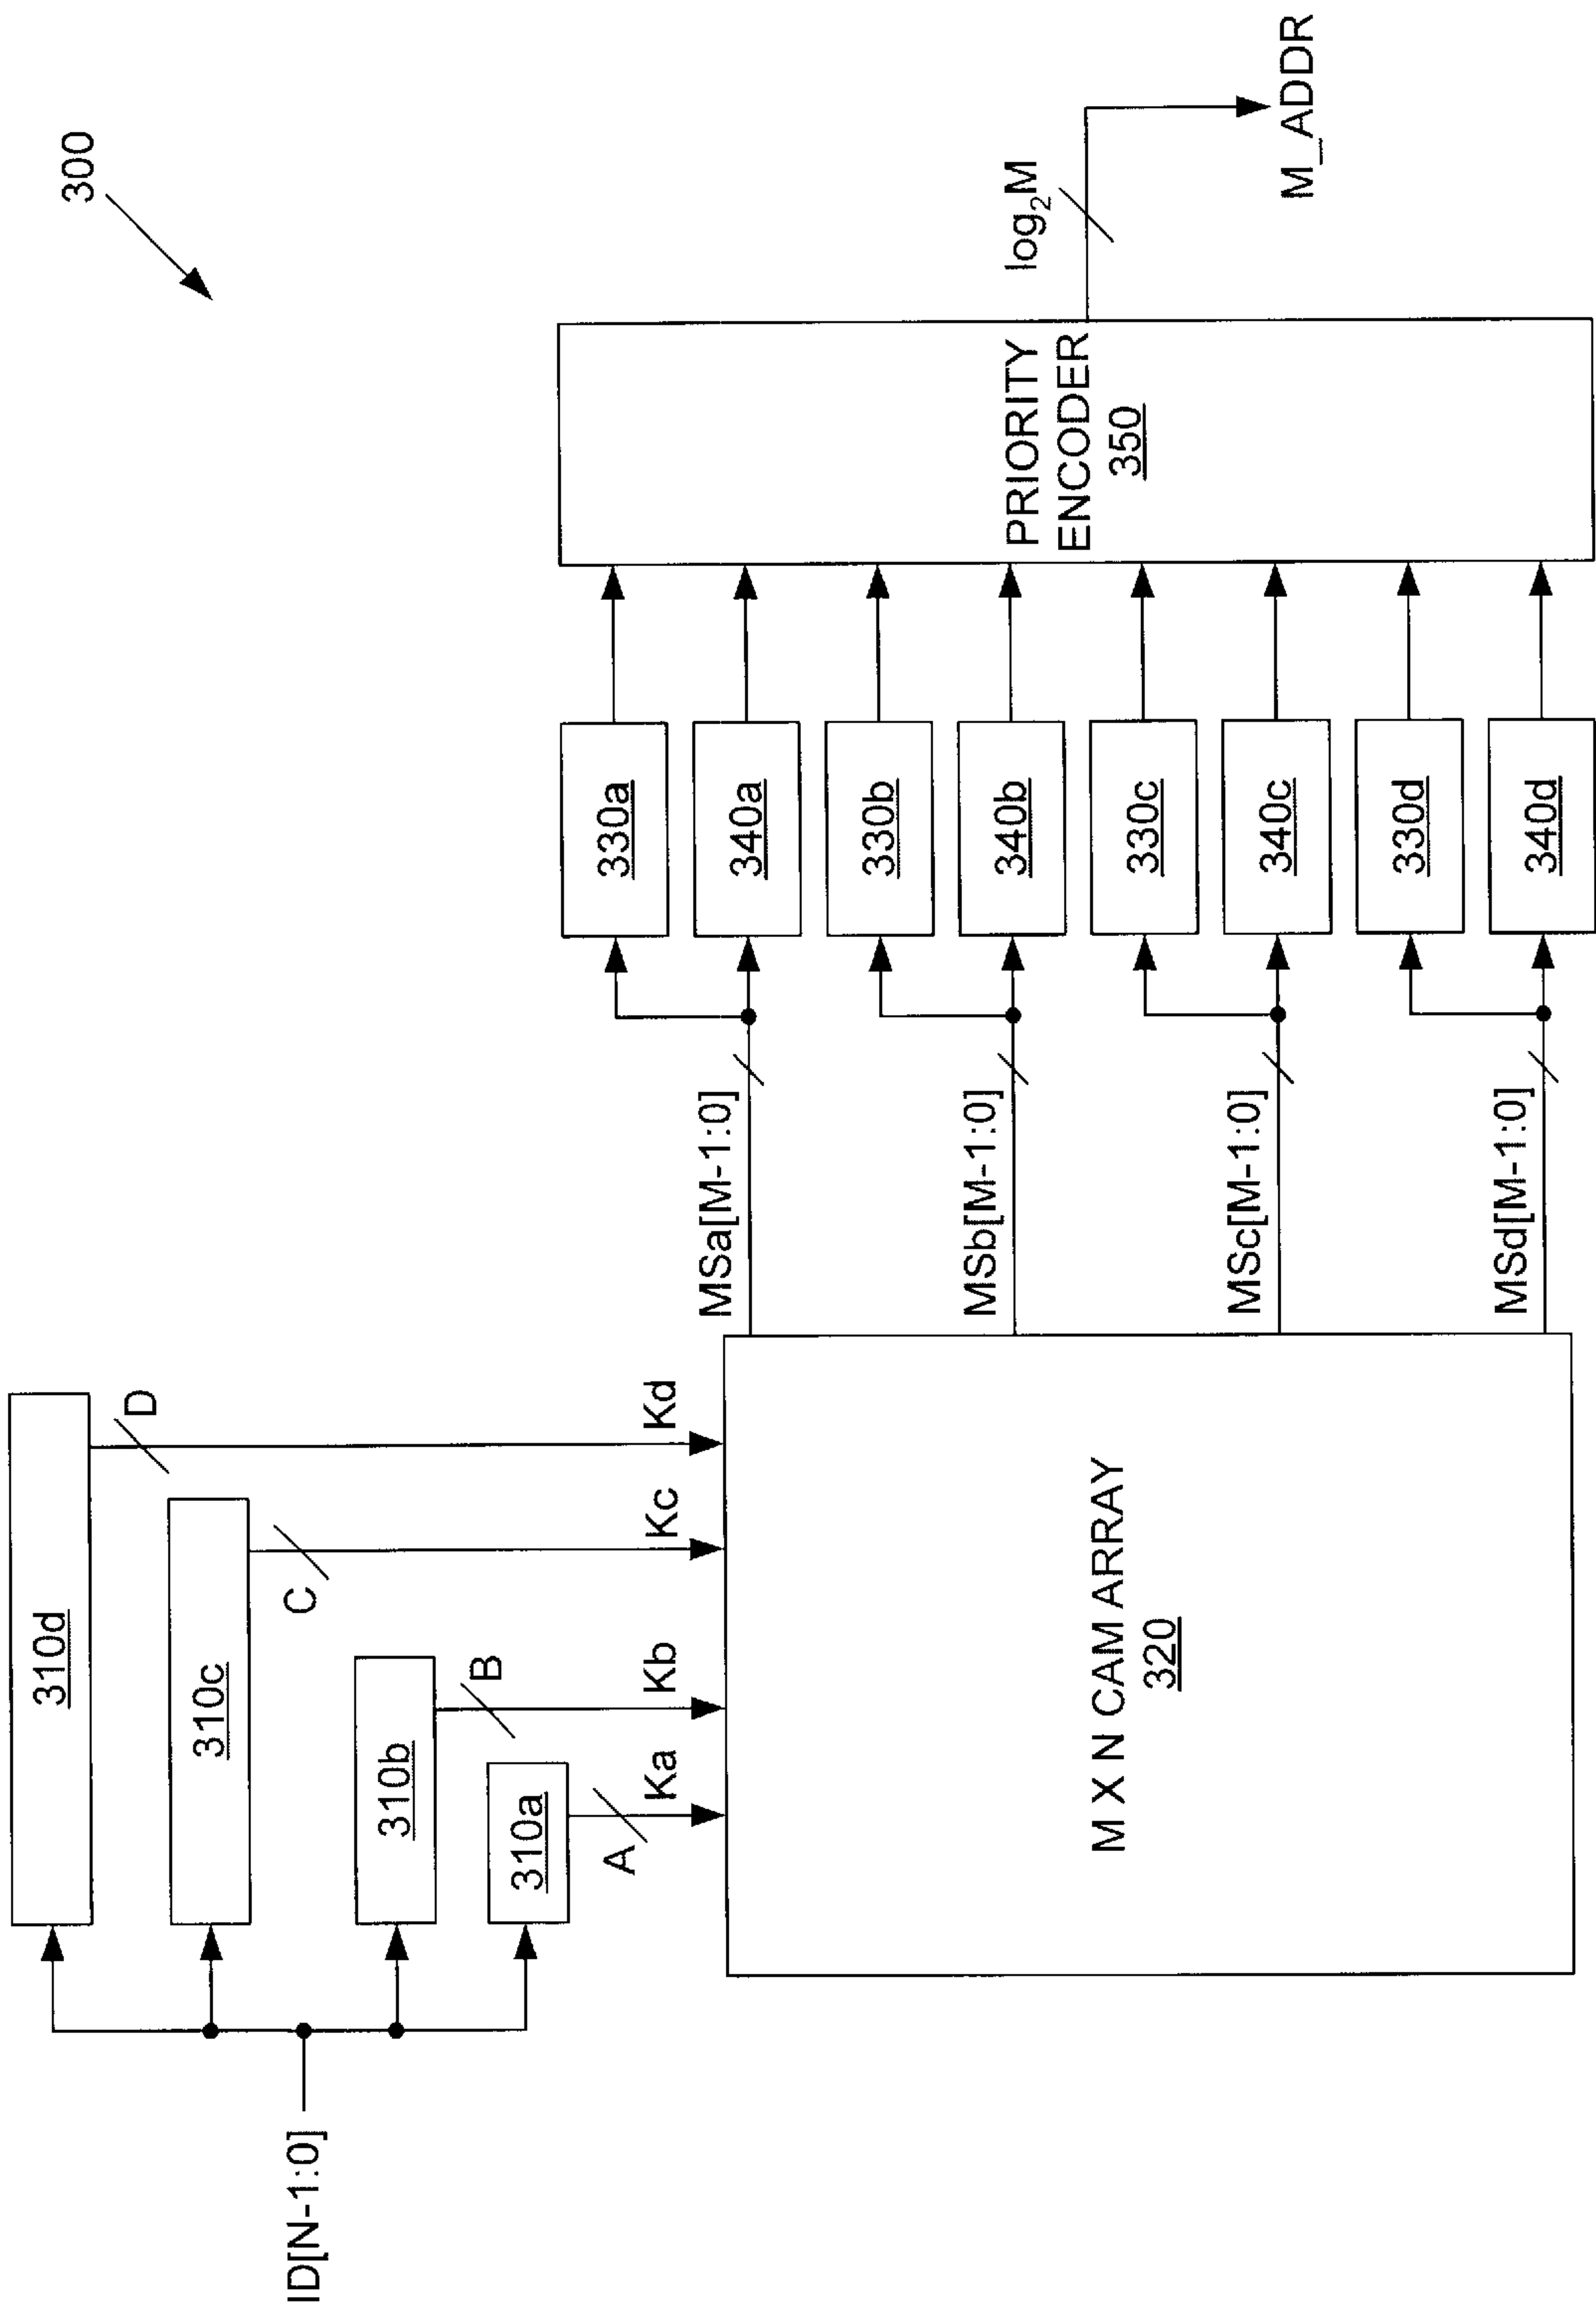 300
ID[N-1:0]
310d
310c
310b
310a
D
C
B
A
Kd
Kc
Kb
Ka
M X N CAM ARRAY
320
MSa[M-1:0]
MSb[M-1:0]
MSc[M-1:0]
MSd[M-1:0]
330a
340a
330b
340b
330c
340c
330d
340d
PRIORITY
ENCODER
350
log₂M
M_ADDR